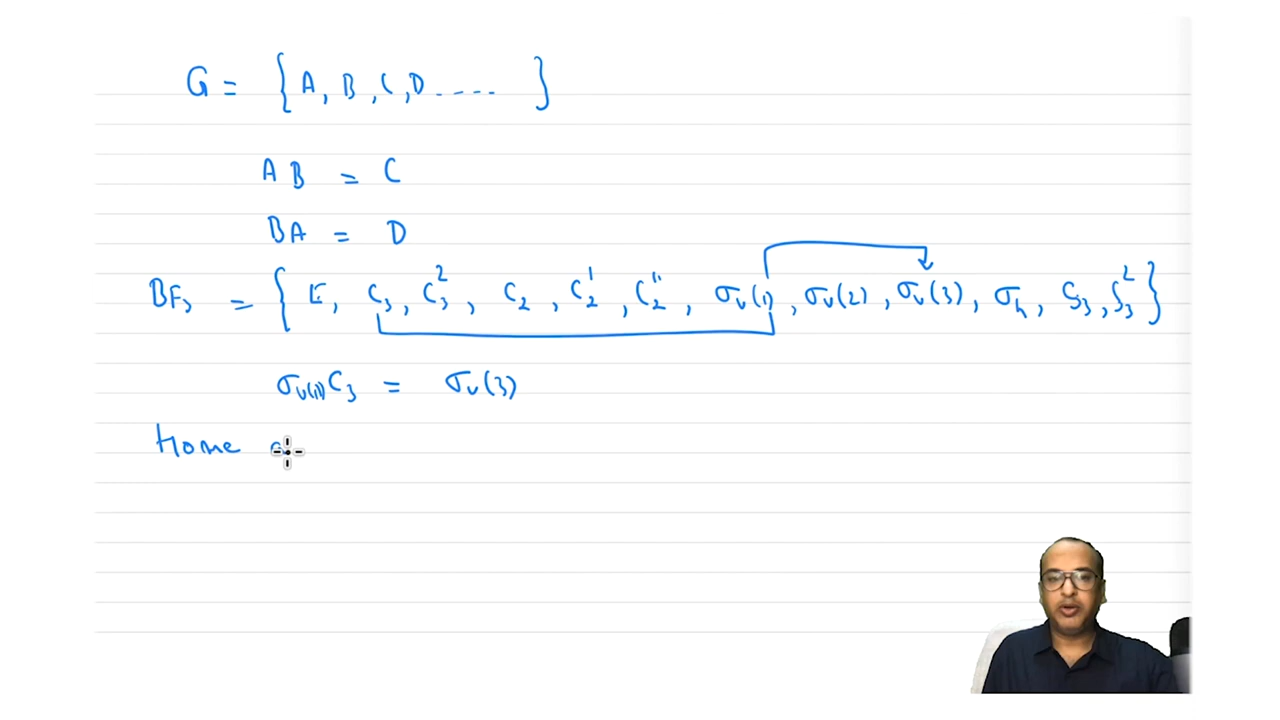 G = { A, B, C, D ..... }
A B = C
BA = D
BF₃ = { E, C₃, C₃², C₂, C₂', C₂'', σv(1), σv(2), σv(3), σh, S₃, S₃² }
σv(1)C₃ = σv(3)
Home